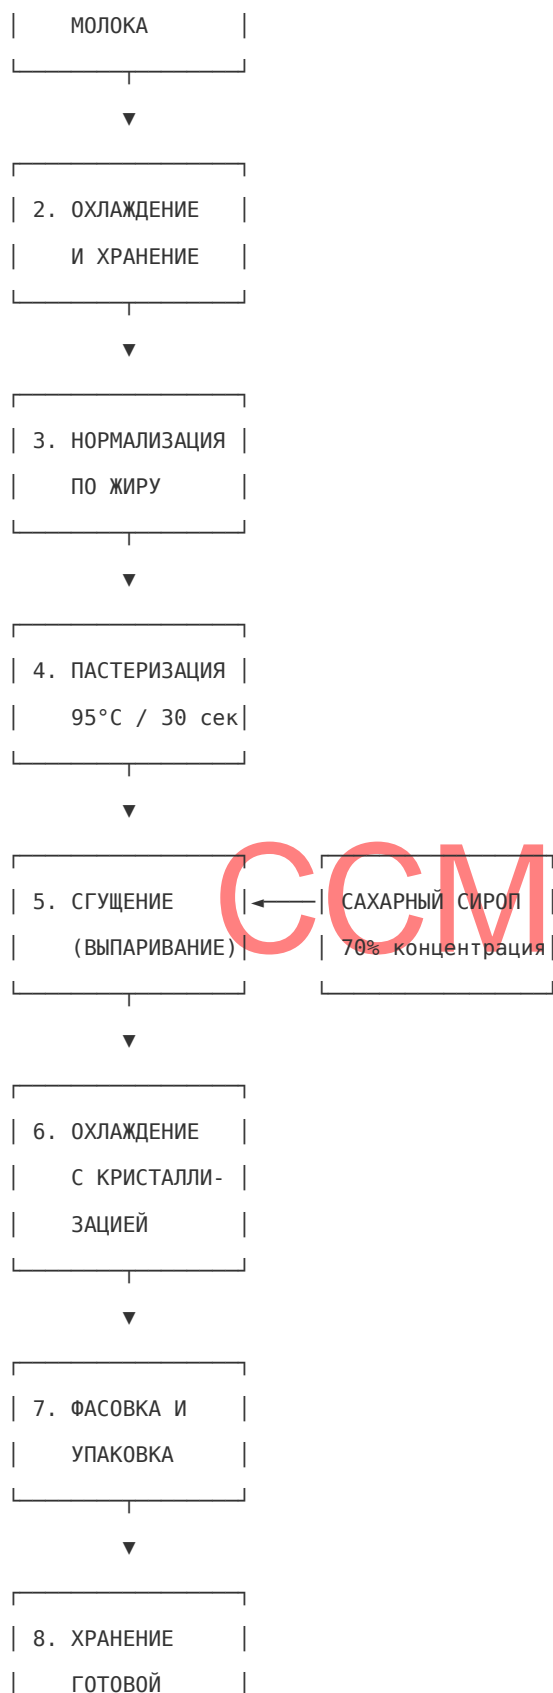 МОЛОКА
2. ОХЛАЖДЕНИЕ
И ХРАНЕНИЕ
3. НОРМАЛИЗАЦИЯ
ПО ЖИРУ
4. ПАСТЕРИЗАЦИЯ
95°C / 30 сек
5. СГУЩЕНИЕ
(ВЫПАРИВАНИЕ)
САХАРНЫЙ СИРОП
70% концентрация
ССМ
6. ОХЛАЖДЕНИЕ
С КРИСТАЛЛИ-
ЗАЦИЕЙ
7. ФАСОВКА И
УПАКОВКА
8. ХРАНЕНИЕ
ГОТОВОЙ